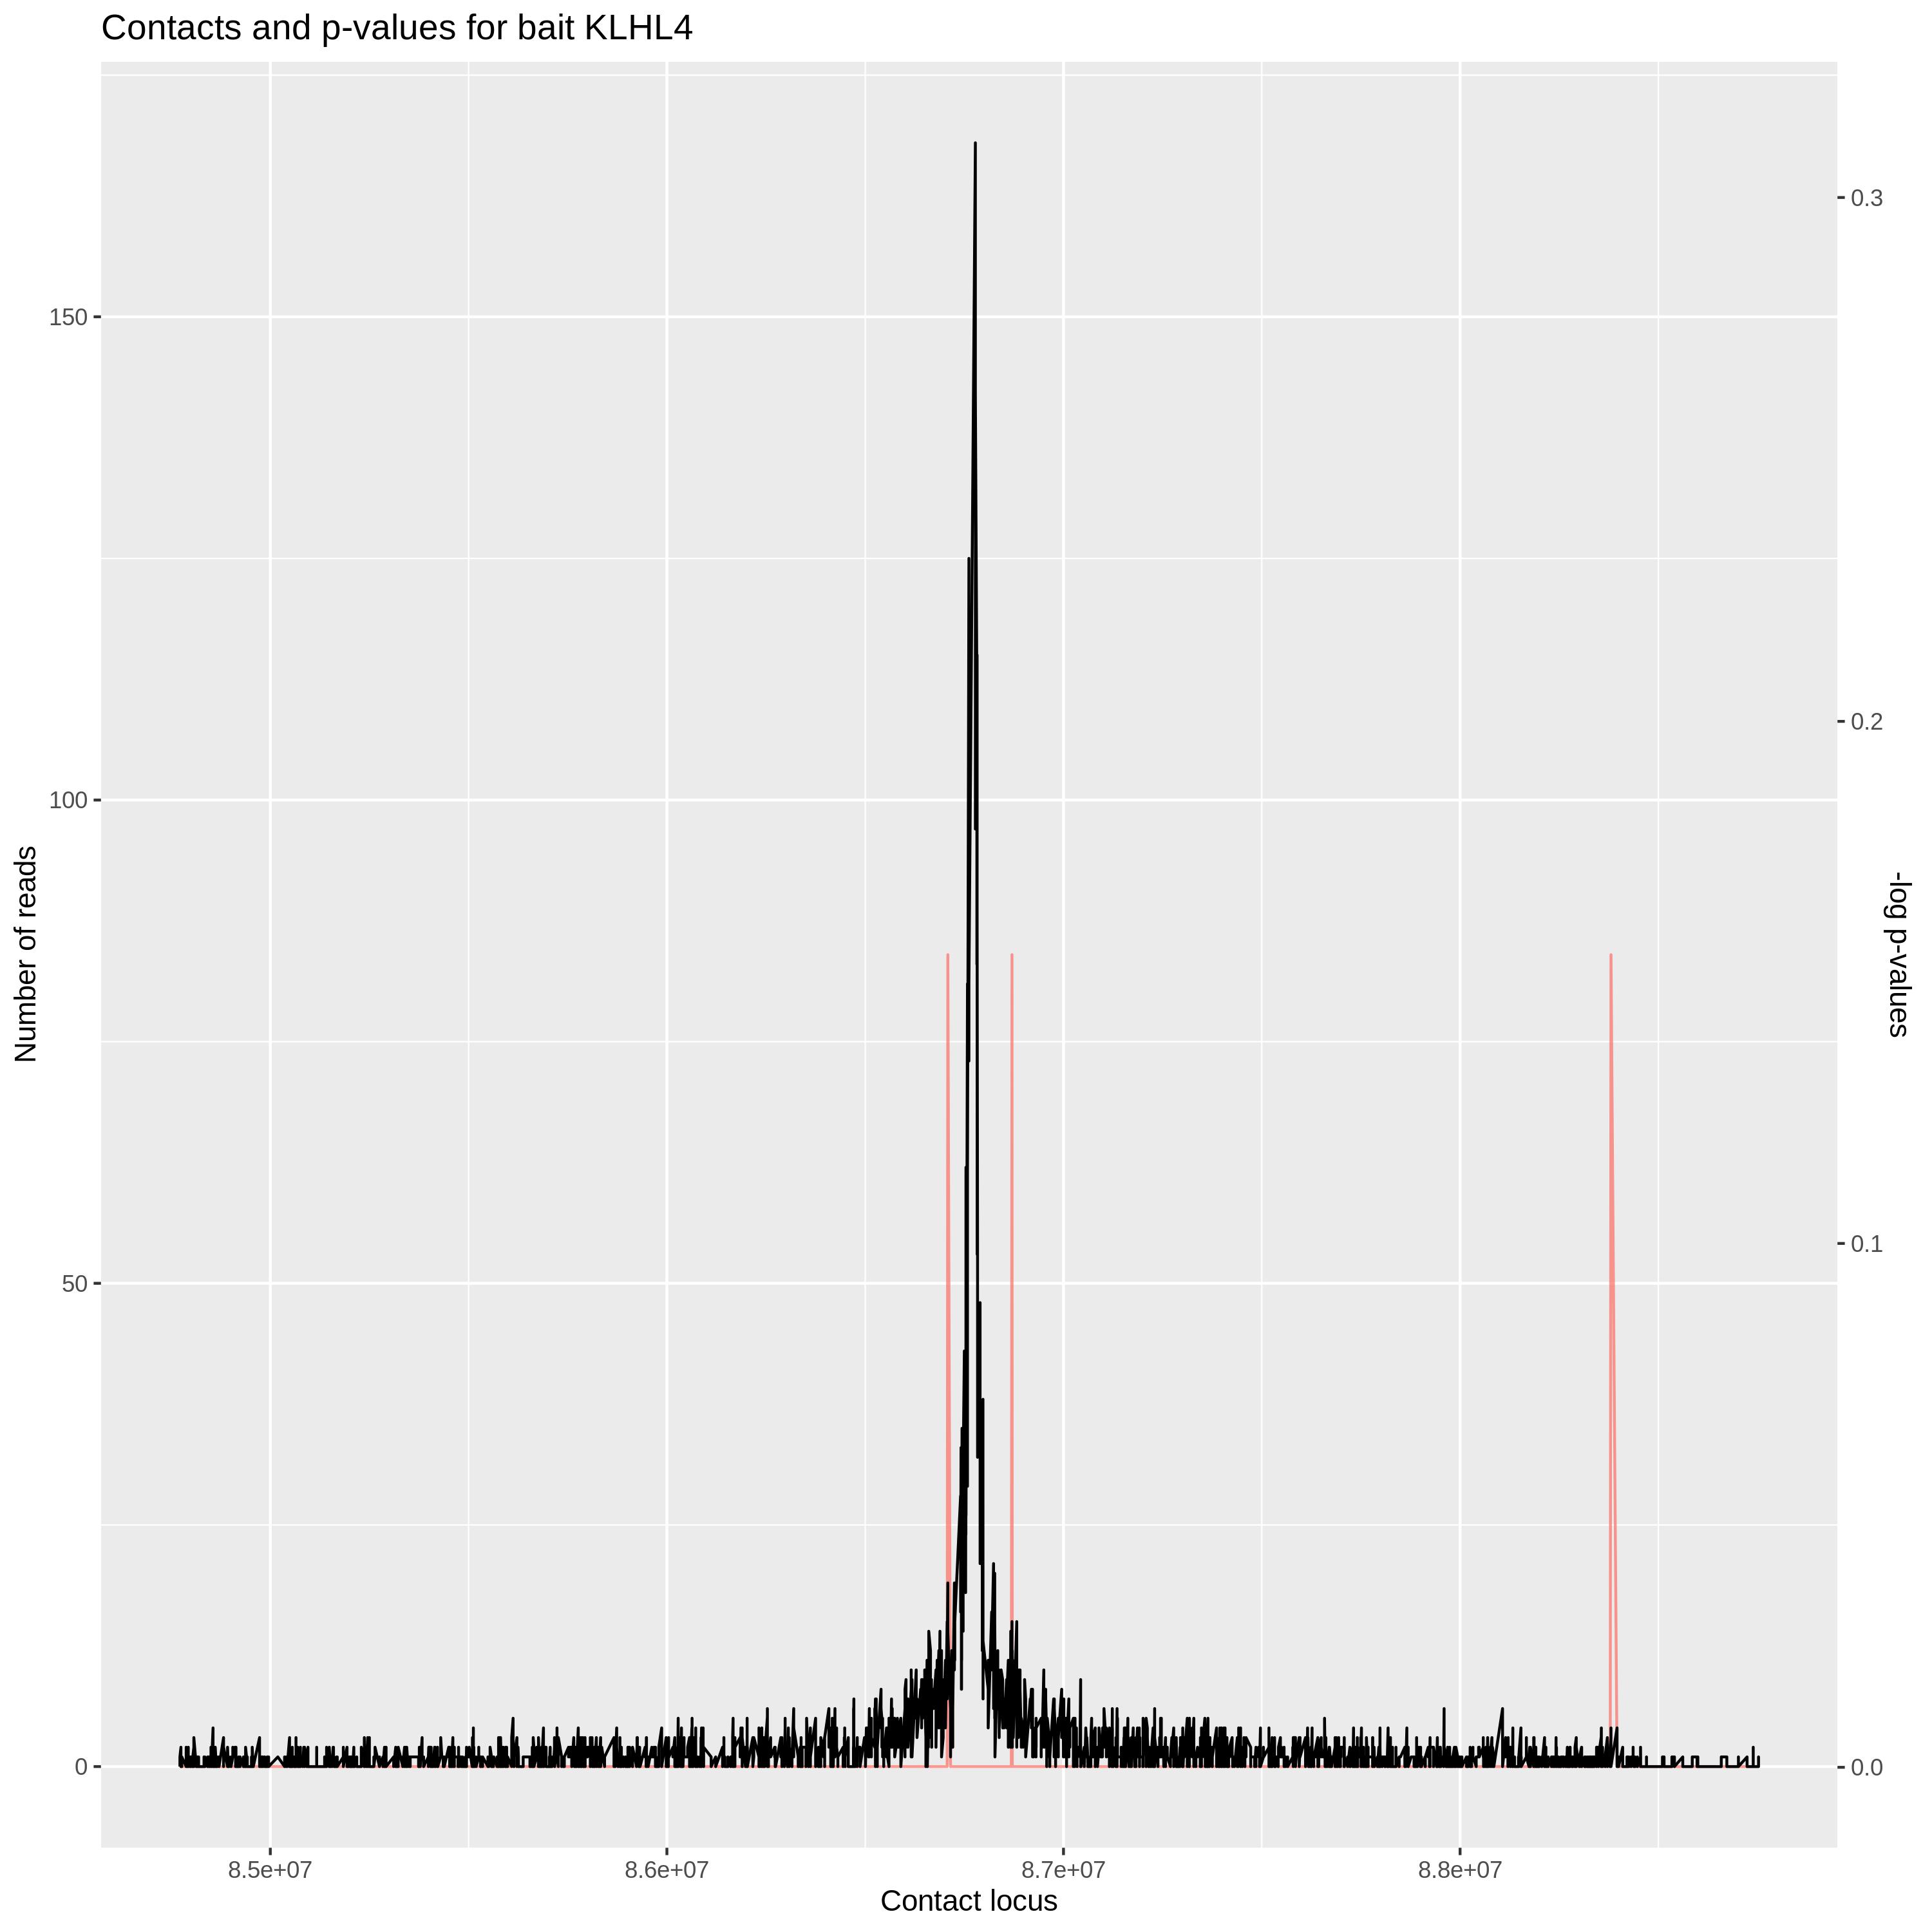 Contacts and p-values for bait KLHL4
Number of reads
150
100
50
0
0.3
0.2
0.1
0.0
-log p-values
8.5e+07 8.6e+07 8.7e+07 8.8e+07
Contact locus